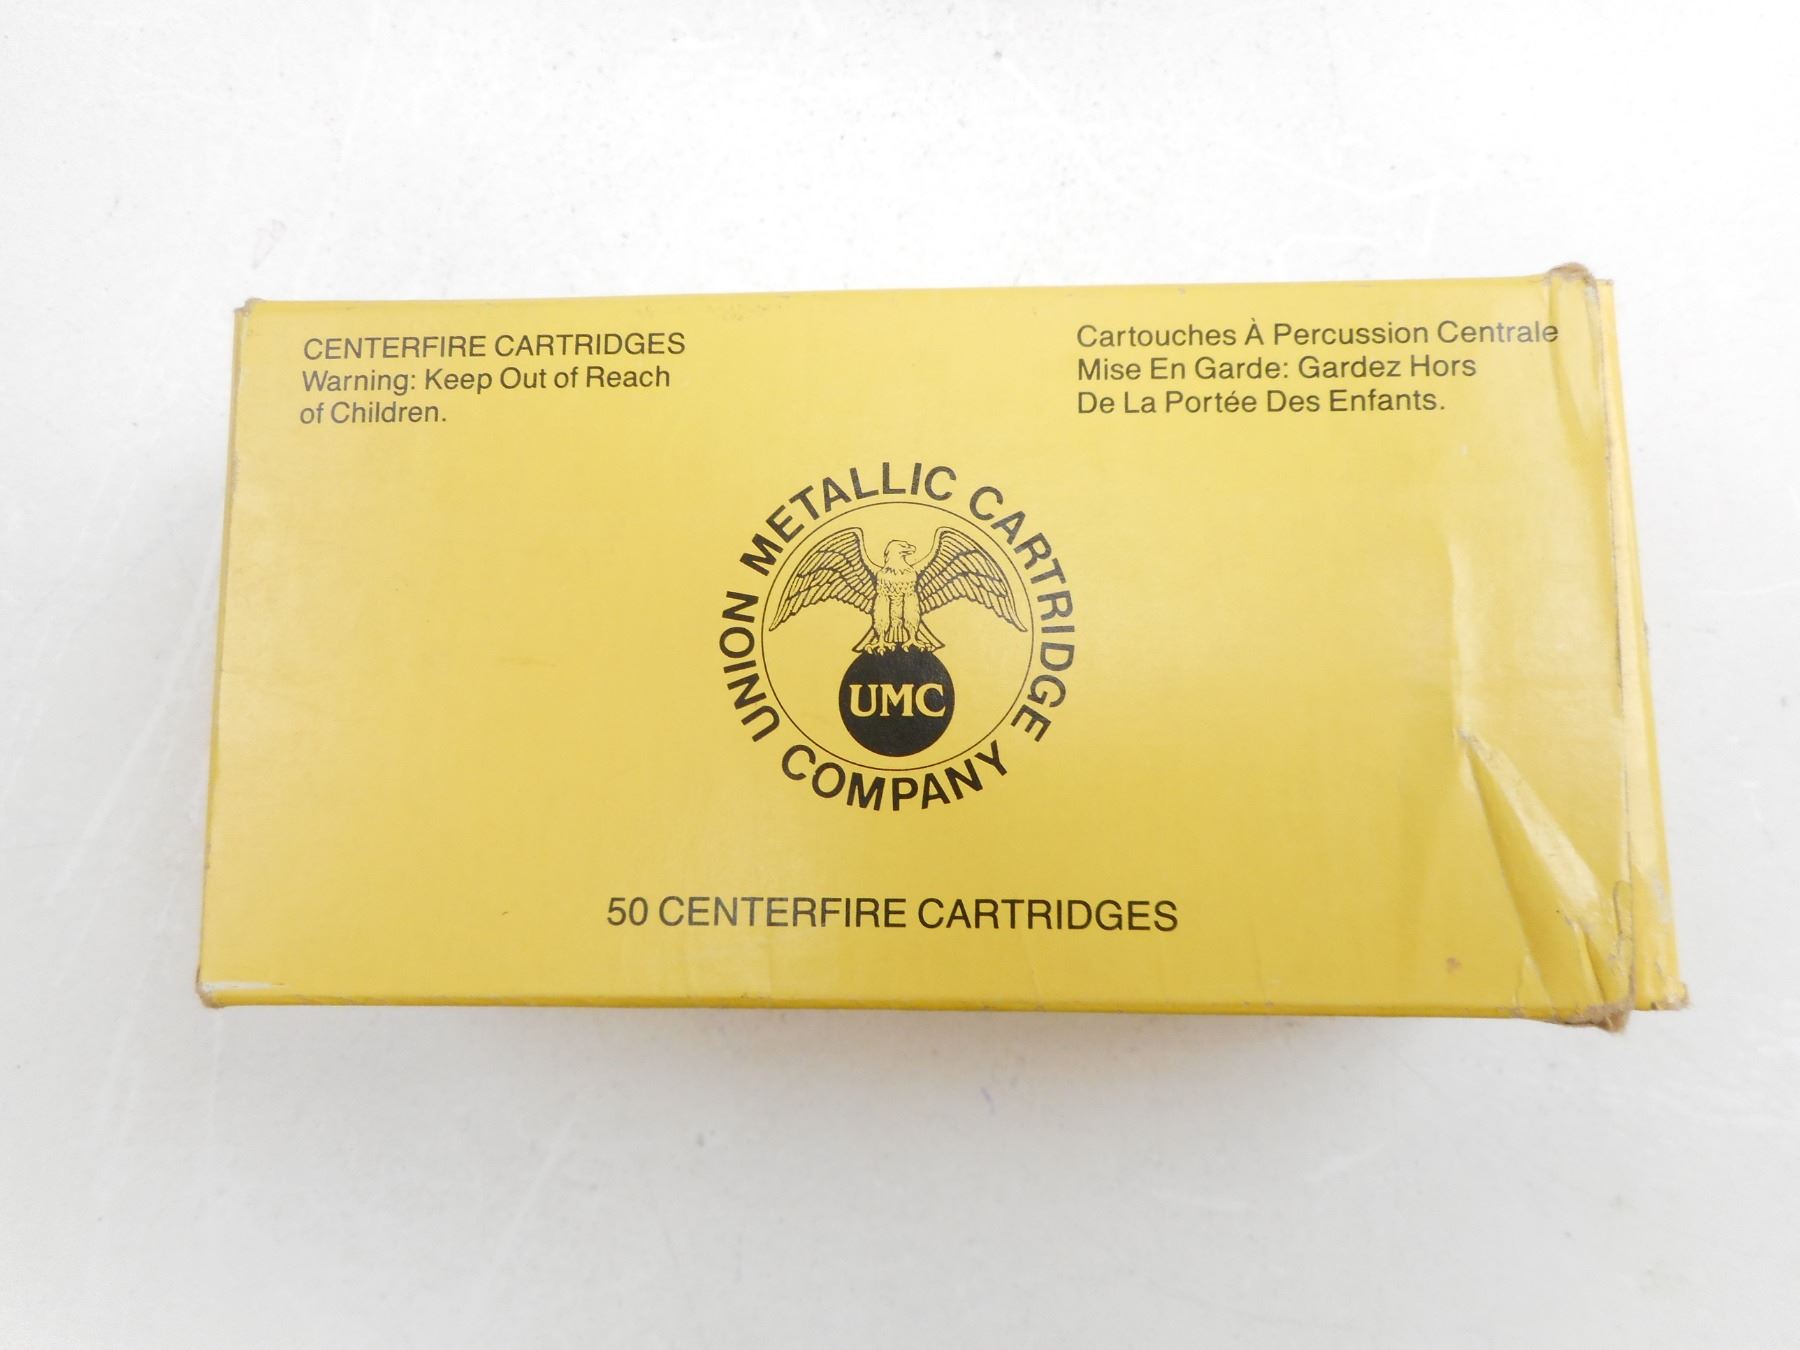 CENTERFIRE CARTRIDGES
Warning: Keep Out of Reach
of Children.
Cartouches À Percussion Centrale
Mise En Garde: Gardez Hors
De La Portée Des Enfants.
UNION METALLIC CARTRIDGE
COMPANY
UMC
50 CENTERFIRE CARTRIDGES